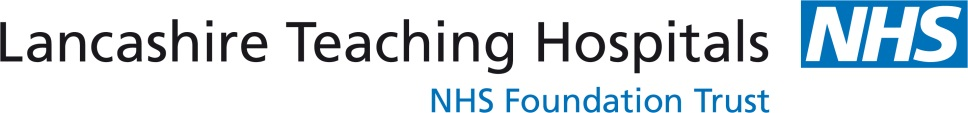 Lancashire Teaching Hospitals NHS
NHS Foundation Trust